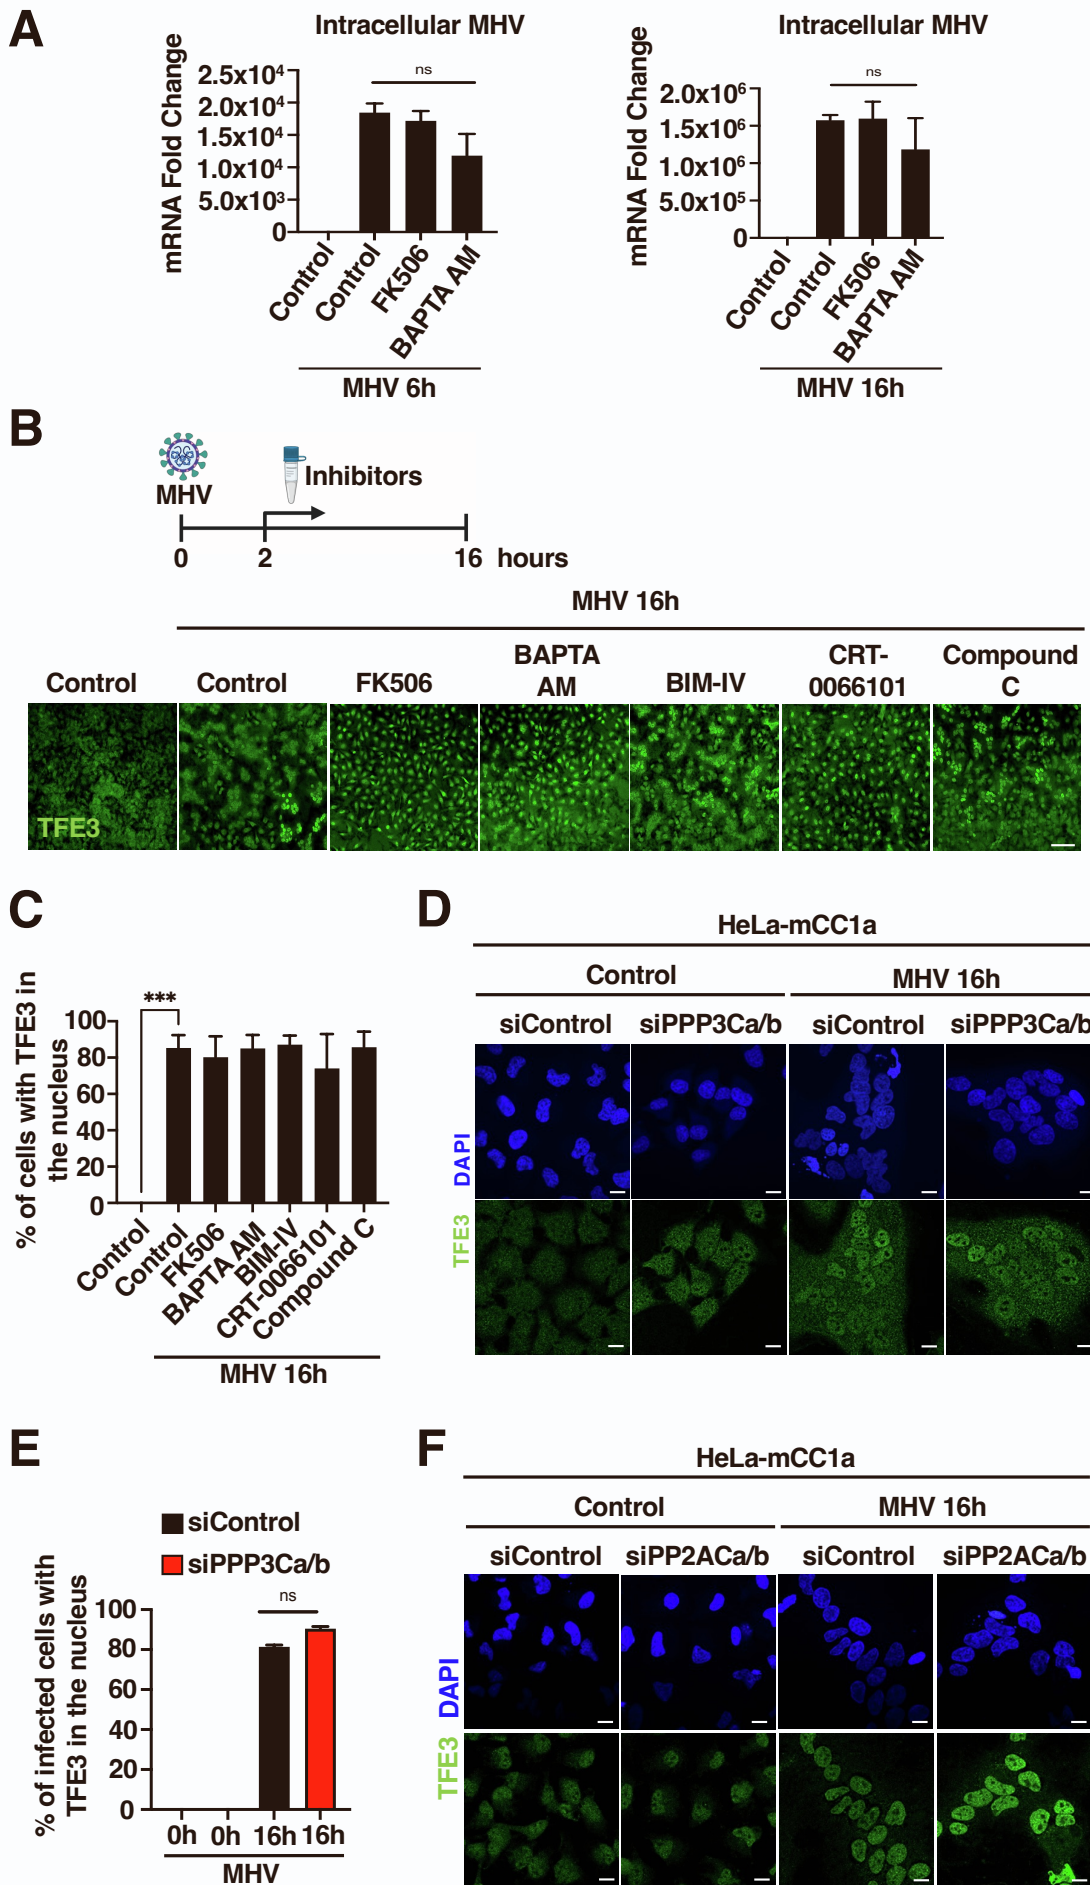 A
Intracellular MHV
mRNA Fold Change
2.5x10⁴
2.0x10⁴
1.5x10⁴
1.0x10⁴
5.0x10³
0
ns
Control
Control
FK506
BAPTA AM
MHV 6h
Intracellular MHV
mRNA Fold Change
2.0x10⁶
1.5x10⁶
1.0x10⁶
5.0x10⁵
0
ns
Control
Control
FK506
BAPTA AM
MHV 16h
B
MHV
Inhibitors
0 2 16 hours
MHV 16h
Control
Control
FK506
BAPTA
AM
BIM-IV
CRT-
0066101
Compound
C
TFE3
C
% of cells with TFE3 in
the nucleus
100
80
60
40
20
0
***
Control
Control
FK506
BAPTA AM
BIM-IV
CRT-0066101
Compound C
MHV 16h
D
HeLa-mCC1a
Control MHV 16h
siControl siPPP3Ca/b siControl siPPP3Ca/b
DAPI
TFE3
E
siControl
siPPP3Ca/b
% of infected cells with
TFE3 in the nucleus
100
80
60
40
20
0
ns
0h 0h 16h 16h
MHV
F
HeLa-mCC1a
Control MHV 16h
siControl siPP2ACa/b siControl siPP2ACa/b
DAPI
TFE3